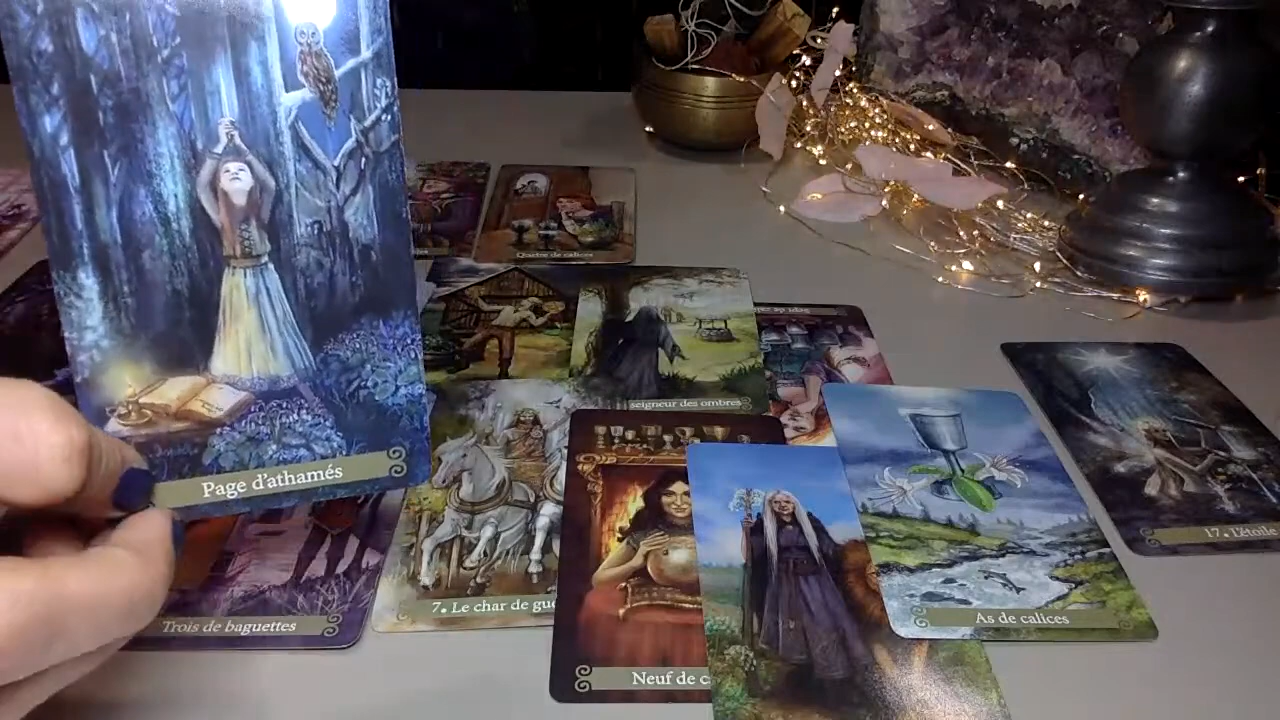 Page d'athamés
Quatre de calices
seigneur des ombres
7. Le char de gue
Trois de baguettes
Neuf de c
As de calices
17. L'étoile